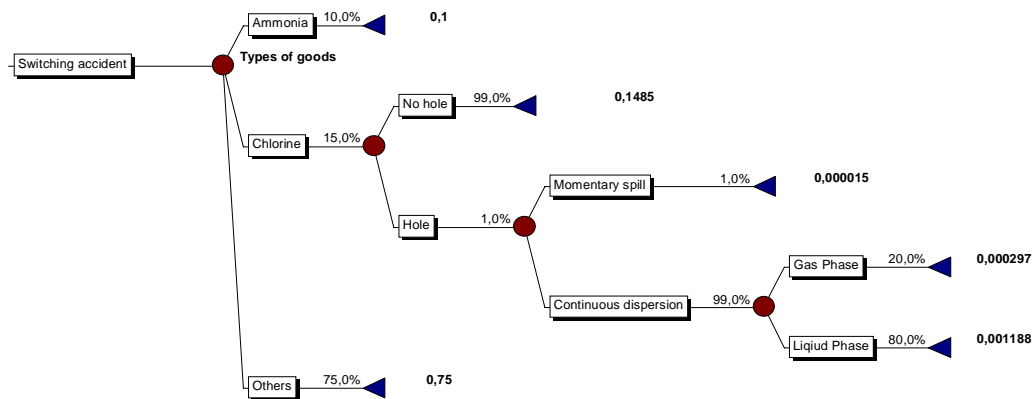 Ammonia 10,0% 0,1
Switching accident Types of goods
No hole 99,0% 0,1485
Chlorine 15,0%
Momentary spill 1,0% 0,000015
Hole 1,0%
Gas Phase 20,0% 0,000297
Continuous dispersion 99,0%
Liqiud Phase 80,0% 0,001188
Others 75,0% 0,75